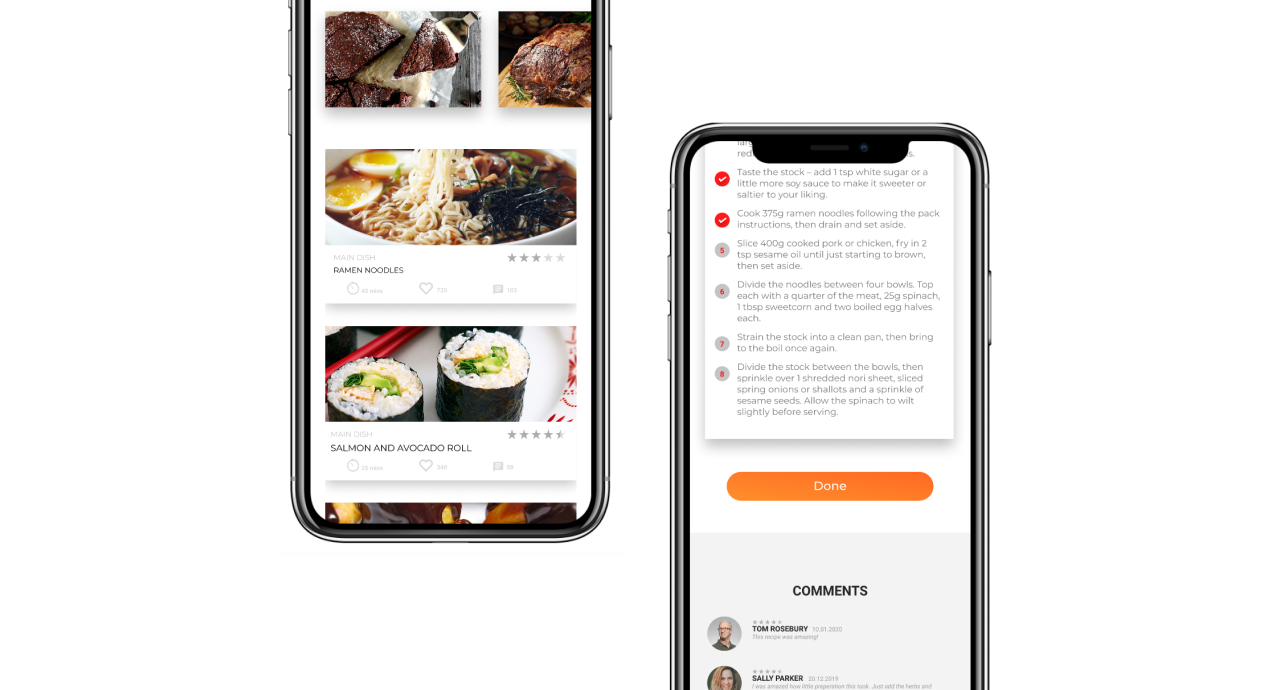 MAIN DISH
RAMEN NOODLES
45 mins
720
103
MAIN DISH
SALMON AND AVOCADO ROLL
25 mins
346
59
Taste the stock – add 1 tsp white sugar or a
little more soy sauce to make it sweeter or
saltier to your liking.
Cook 375g ramen noodles following the pack
instructions, then drain and set aside.
5
Slice 400g cooked pork or chicken, fry in 2
tsp sesame oil until just starting to brown,
then set aside.
6
Divide the noodles between four bowls. Top
each with a quarter of the meat, 25g spinach,
1 tbsp sweetcorn and two boiled egg halves
each.
7
Strain the stock into a clean pan, then bring
to the boil once again.
8
Divide the stock between the bowls, then
sprinkle over 1 shredded nori sheet, sliced
spring onions or shallots and a sprinkle of
sesame seeds. Allow the spinach to wilt
slightly before serving.
Done
COMMENTS
TOM ROSEBURY 10.01.2020
This recipe was amazing!
SALLY PARKER 20.12.2019
I was amazed how little preperation this took. Just add the herbs and